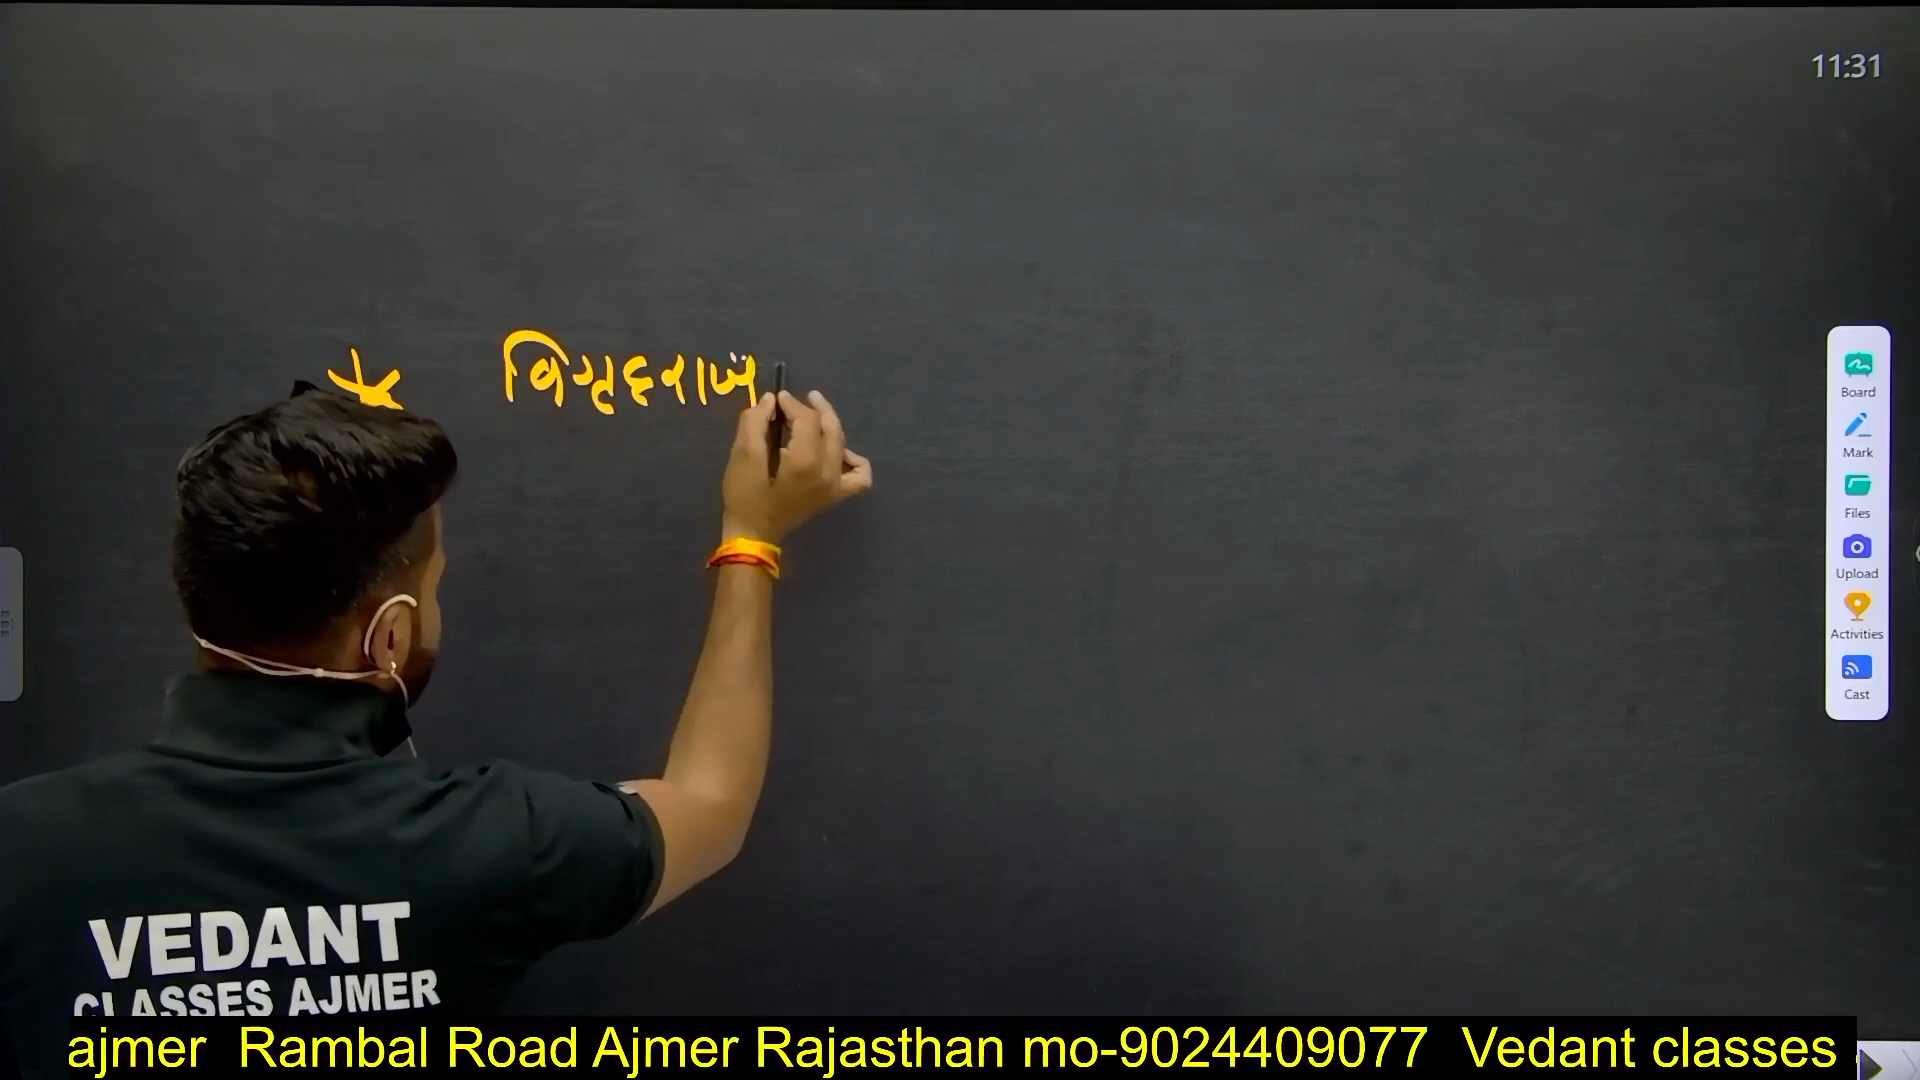 11:31
विग्रहराज
Board
Mark
Files
Upload
Activities
Cast
VEDANT
CLASSES AJMER
ajmer Rambal Road Ajmer Rajasthan mo-9024409077 Vedant classes